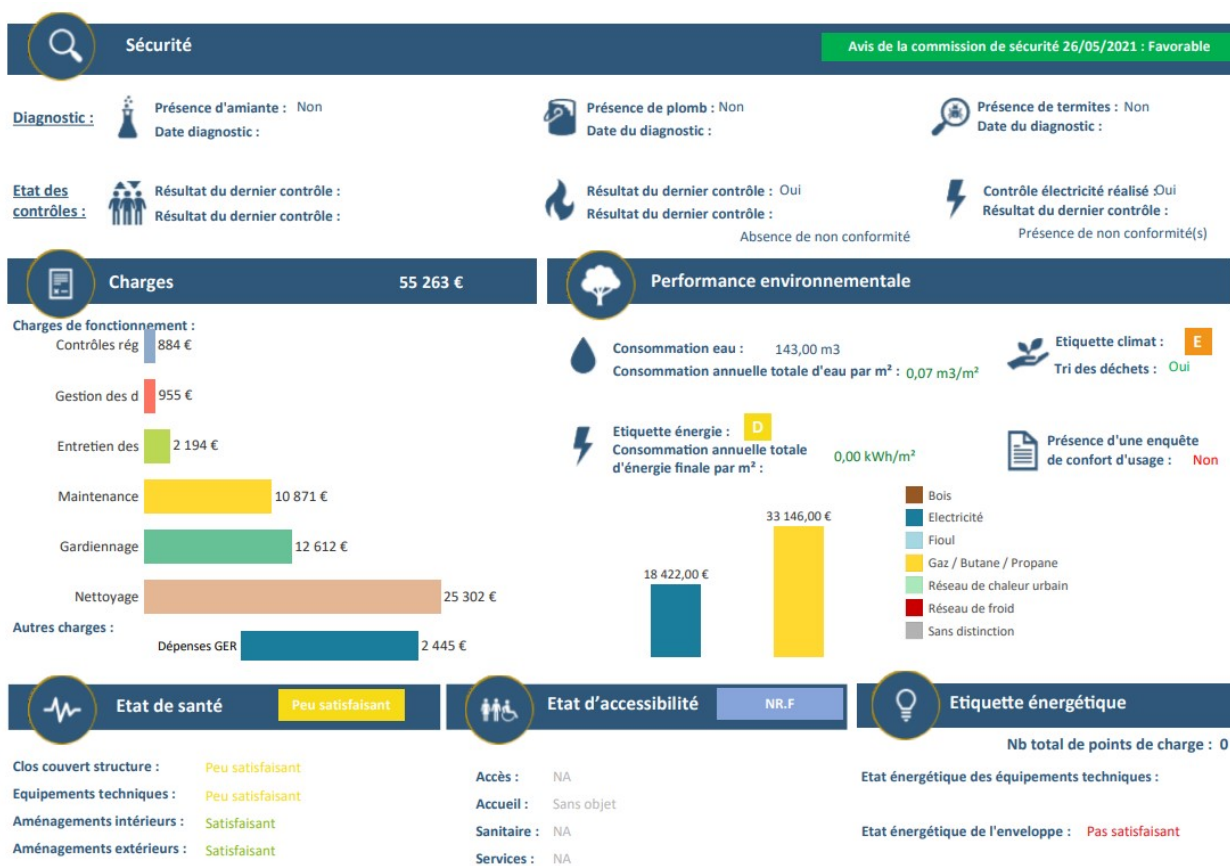 Sécurité
Avis de la commission de sécurité 26/05/2021 : Favorable
Diagnostic :
Présence d'amiante : Non
Date diagnostic :
Présence de plomb : Non
Date du diagnostic :
Présence de termites : Non
Date du diagnostic :
Etat des
contrôles :
Résultat du dernier contrôle :
Résultat du dernier contrôle :
Résultat du dernier contrôle : Oui
Résultat du dernier contrôle :
Absence de non conformité
Contrôle électricité réalisé :Oui
Résultat du dernier contrôle :
Présence de non conformité(s)
Charges 55 263 €
Charges de fonctionnement :
Contrôles rég 884 €
Gestion des d 955 €
Entretien des 2 194 €
Maintenance 10 871 €
Gardiennage 12 612 €
Nettoyage 25 302 €
Autres charges :
Dépenses GER 2 445 €
Performance environnementale
Consommation eau : 143,00 m3
Consommation annuelle totale d'eau par m² : 0,07 m3/m²
Etiquette climat : E
Tri des déchets : Oui
Etiquette énergie : D
Consommation annuelle totale
d'énergie finale par m² : 0,00 kWh/m²
Présence d'une enquête
de confort d'usage : Non
18 422,00 €
33 146,00 €
Bois
Electricité
Fioul
Gaz / Butane / Propane
Réseau de chaleur urbain
Réseau de froid
Sans distinction
Etat de santé Peu satisfaisant
Clos couvert structure : Peu satisfaisant
Equipements techniques : Peu satisfaisant
Aménagements intérieurs : Satisfaisant
Aménagements extérieurs : Satisfaisant
Etat d'accessibilité NR.F
Accès : NA
Accueil : Sans objet
Sanitaire : NA
Services : NA
Etiquette énergétique
Nb total de points de charge : 0
Etat énergétique des équipements techniques :
Etat énergétique de l'enveloppe : Pas satisfaisant